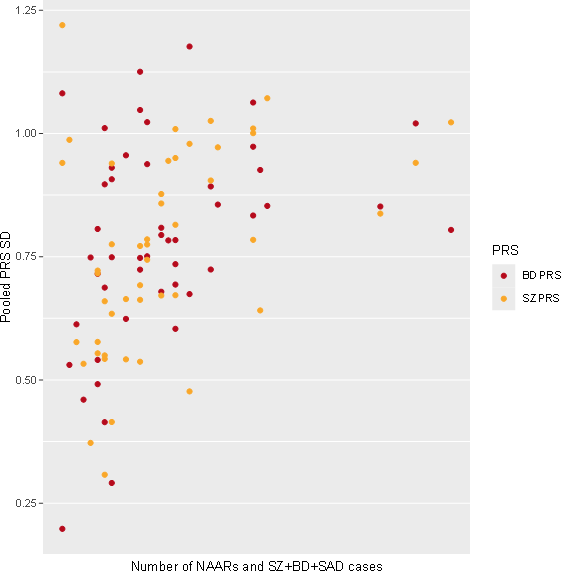 1.25
1.00
0.75
0.50
0.25
Pooled PRS SD
Number of NAARs and SZ+BD+SAD cases
PRS
BD PRS
SZ PRS